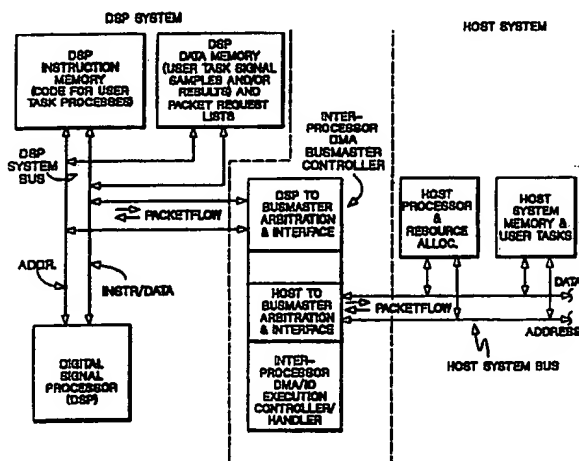 DSP SYSTEM
HOST SYSTEM
DSP
INSTRUCTION
MEMORY
(CODE FOR USER
TASK PROCESSES)
DSP
DATA MEMORY
(USER TASK SIGNAL
SAMPLES AND/OR
RESULTS) AND
PACKET REQUEST
LISTS
INTER-
PROCESSOR
DMA
BUSMASTER
CONTROLLER
DSP
SYSTEM
BUS
PACKETFLOW
DSP TO
BUSMASTER
ARBITRATION
& INTERFACE
HOST
PROCESSOR
&
RESOURCE
ALLOC.
HOST
SYSTEM
MEMORY
& USER
TASKS
ADDR.
INSTR/DATA
HOST TO
BUSMASTER
ARBITRATION
& INTERFACE
PACKETFLOW
DATA
ADDRESS
HOST SYSTEM BUS
DIGITAL
SIGNAL
PROCESSOR
(DSP)
INTER-
PROCESSOR
DMA/IO
EXECUTION
CONTROLLER/
HANDLER